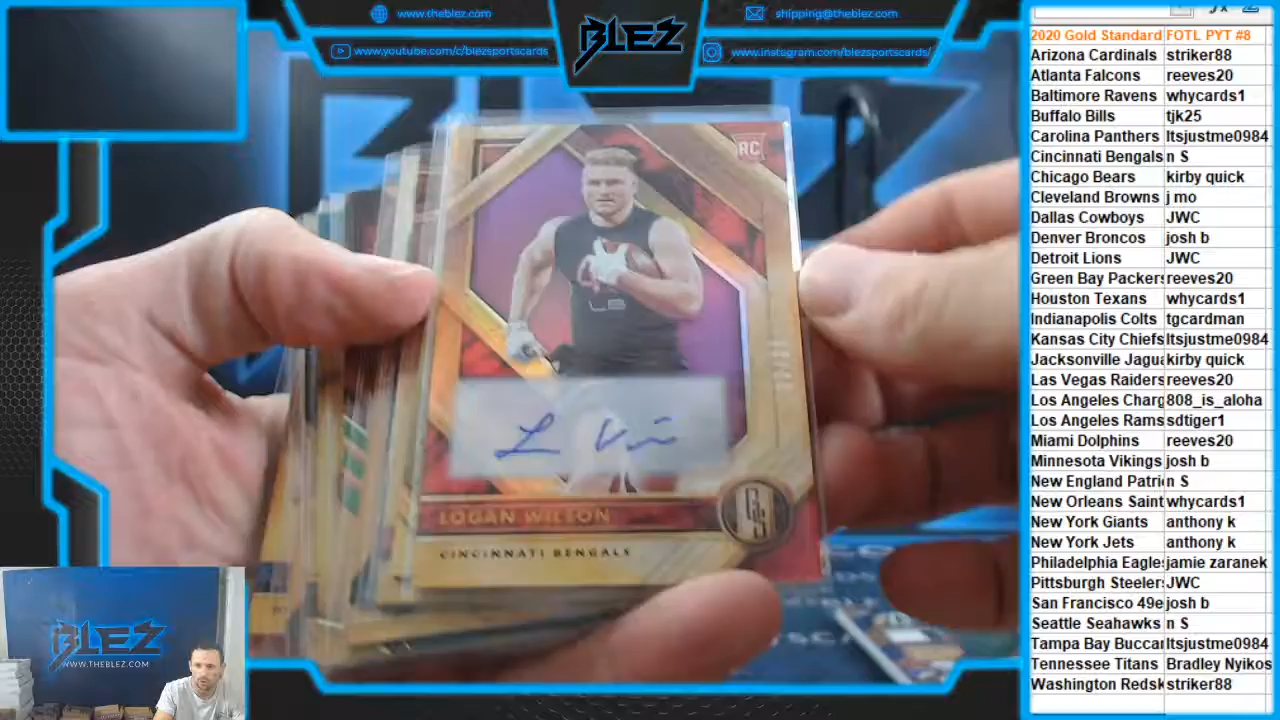 www.theblez.com
shipping@theblez.com
www.youtube.com/c/blezsportscards
www.instagram.com/blezsportscards/
BLEZ
RC
LOGAN WILSON
CINCINNATI BENGALS
GS
BLEZ
WWW.THEBLEZ.COM
2020 Gold Standard FOTL PYT #8
Arizona Cardinals striker88
Atlanta Falcons reeves20
Baltimore Ravens whycards1
Buffalo Bills tjk25
Carolina Panthers Itsjustme0984
Cincinnati Bengals n S
Chicago Bears kirby quick
Cleveland Browns j mo
Dallas Cowboys JWC
Denver Broncos josh b
Detroit Lions JWC
Green Bay Packers reeves20
Houston Texans whycards1
Indianapolis Colts tgcardman
Kansas City Chiefs Itsjustme0984
Jacksonville Jagua kirby quick
Las Vegas Raiders reeves20
Los Angeles Charg 808_is_aloha
Los Angeles Rams sdtiger1
Miami Dolphins reeves20
Minnesota Vikings josh b
New England Patri n S
New Orleans Saint whycards1
New York Giants anthony k
New York Jets anthony k
Philadelphia Eagle jamie zaranek
Pittsburgh Steeler JWC
San Francisco 49e josh b
Seattle Seahawks n S
Tampa Bay Buccar Itsjustme0984
Tennessee Titans Bradley Nyikos
Washington Redsk striker88